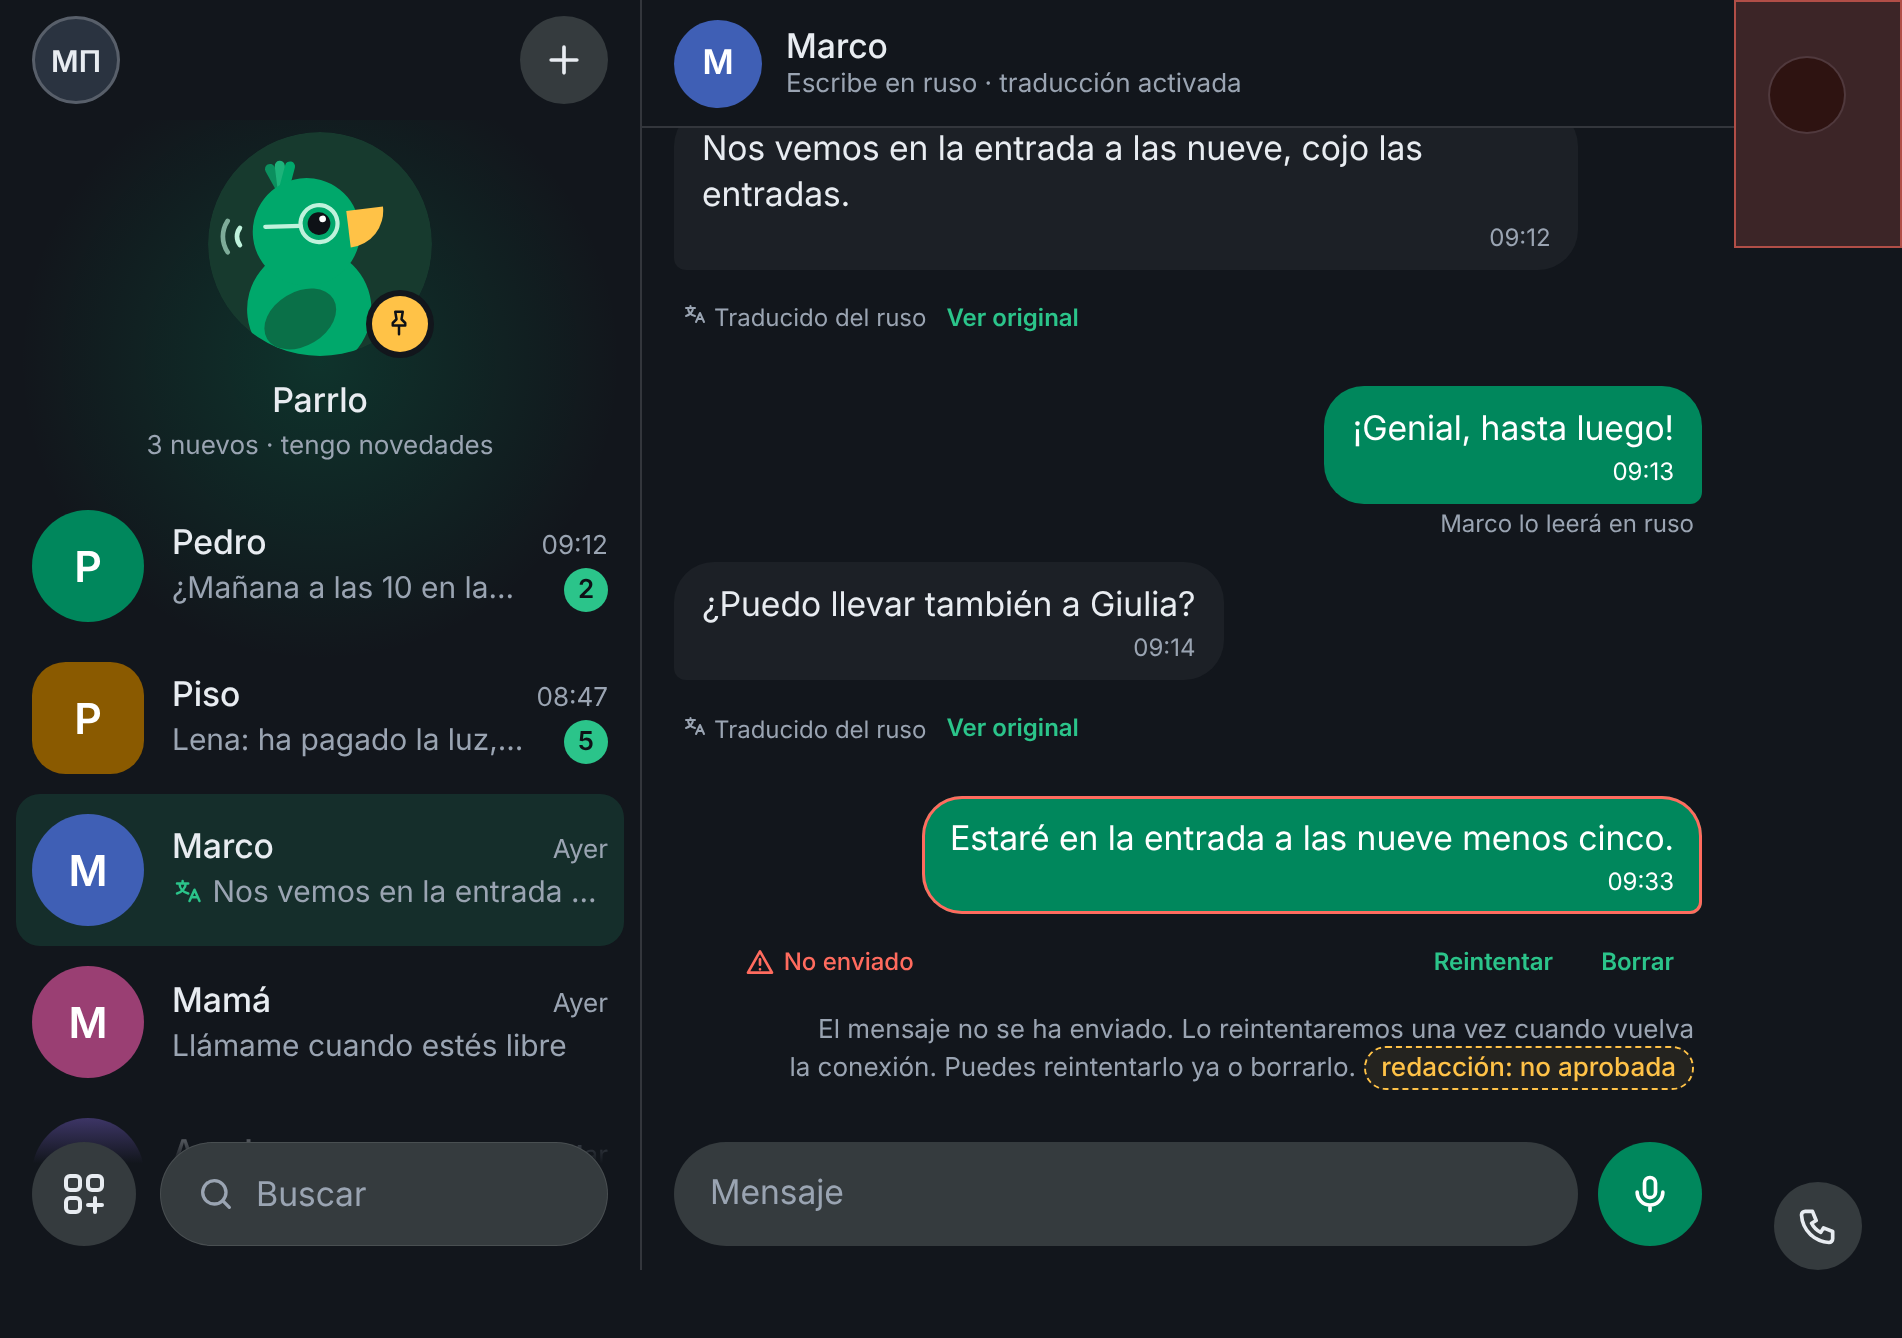 МП
Parrlo
3 nuevos · tengo novedades
P
Pedro
09:12
¿Mañana a las 10 en la...
2
P
Piso
08:47
Lena: ha pagado la luz,...
5
M
Marco
Ayer
Nos vemos en la entrada ...
M
Mamá
Ayer
Llámame cuando estés libre
Buscar
M
Marco
Escribe en ruso · traducción activada
Nos vemos en la entrada a las nueve, cojo las
entradas.
09:12
Traducido del ruso Ver original
¡Genial, hasta luego!
09:13
Marco lo leerá en ruso
¿Puedo llevar también a Giulia?
09:14
Traducido del ruso Ver original
Estaré en la entrada a las nueve menos cinco.
09:33
No enviado Reintentar Borrar
El mensaje no se ha enviado. Lo reintentaremos una vez cuando vuelva
la conexión. Puedes reintentarlo ya o borrarlo. redacción: no aprobada
Mensaje